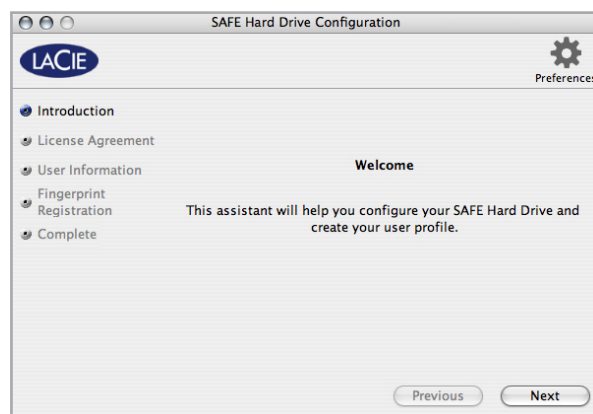 SAFE Hard Drive Configuration
LACIE
Preferences
Introduction
License Agreement
User Information
Fingerprint
Registration
Complete
Welcome
This assistant will help you configure your SAFE Hard Drive and
create your user profile.
Previous
Next